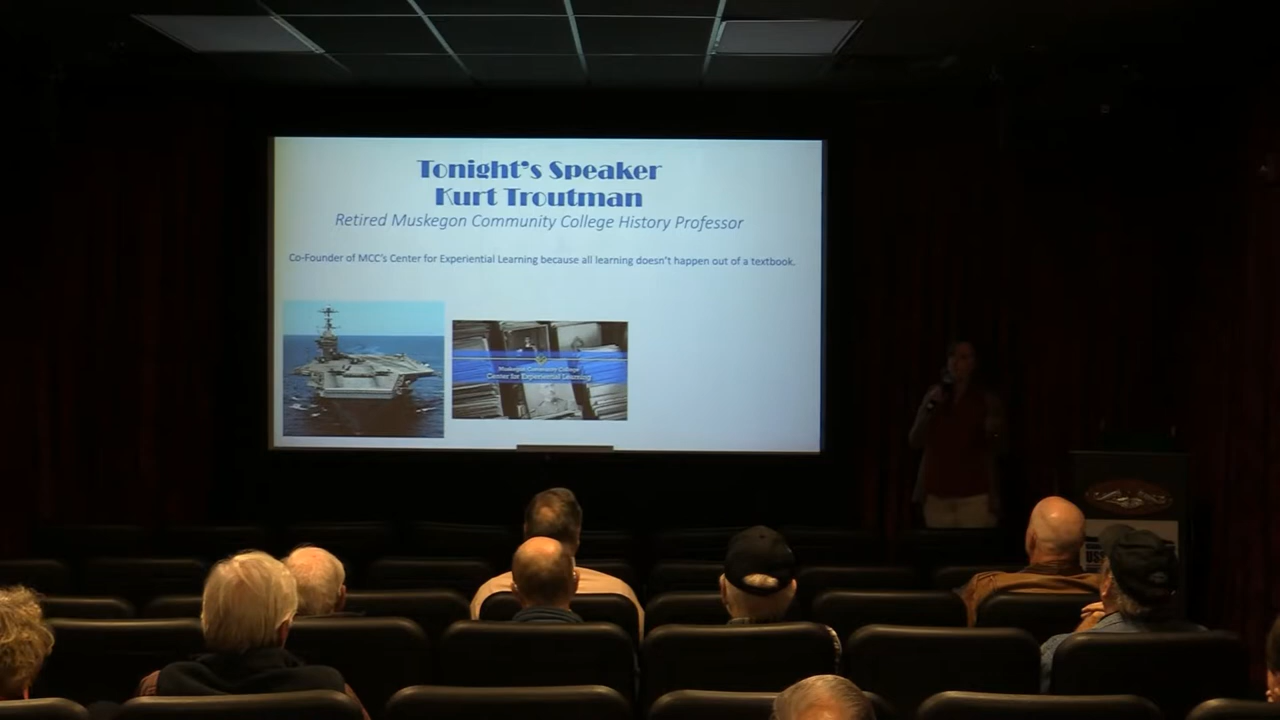 Tonight's Speaker
Kurt Troutman
Retired Muskegon Community College History Professor
Co-Founder of MCC's Center for Experiential Learning because all learning doesn't happen out of a textbook.
Muskegon Community College
Center for Experiential Learning
USS